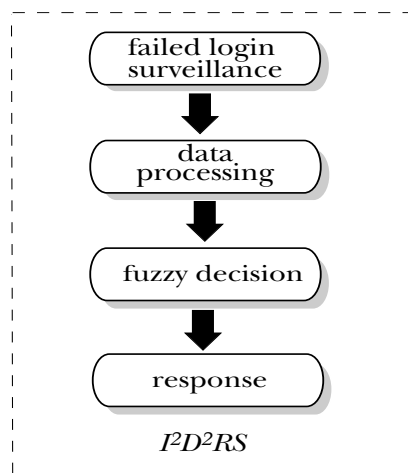 failed login
surveillance
data
processing
fuzzy decision
response
I²D²RS